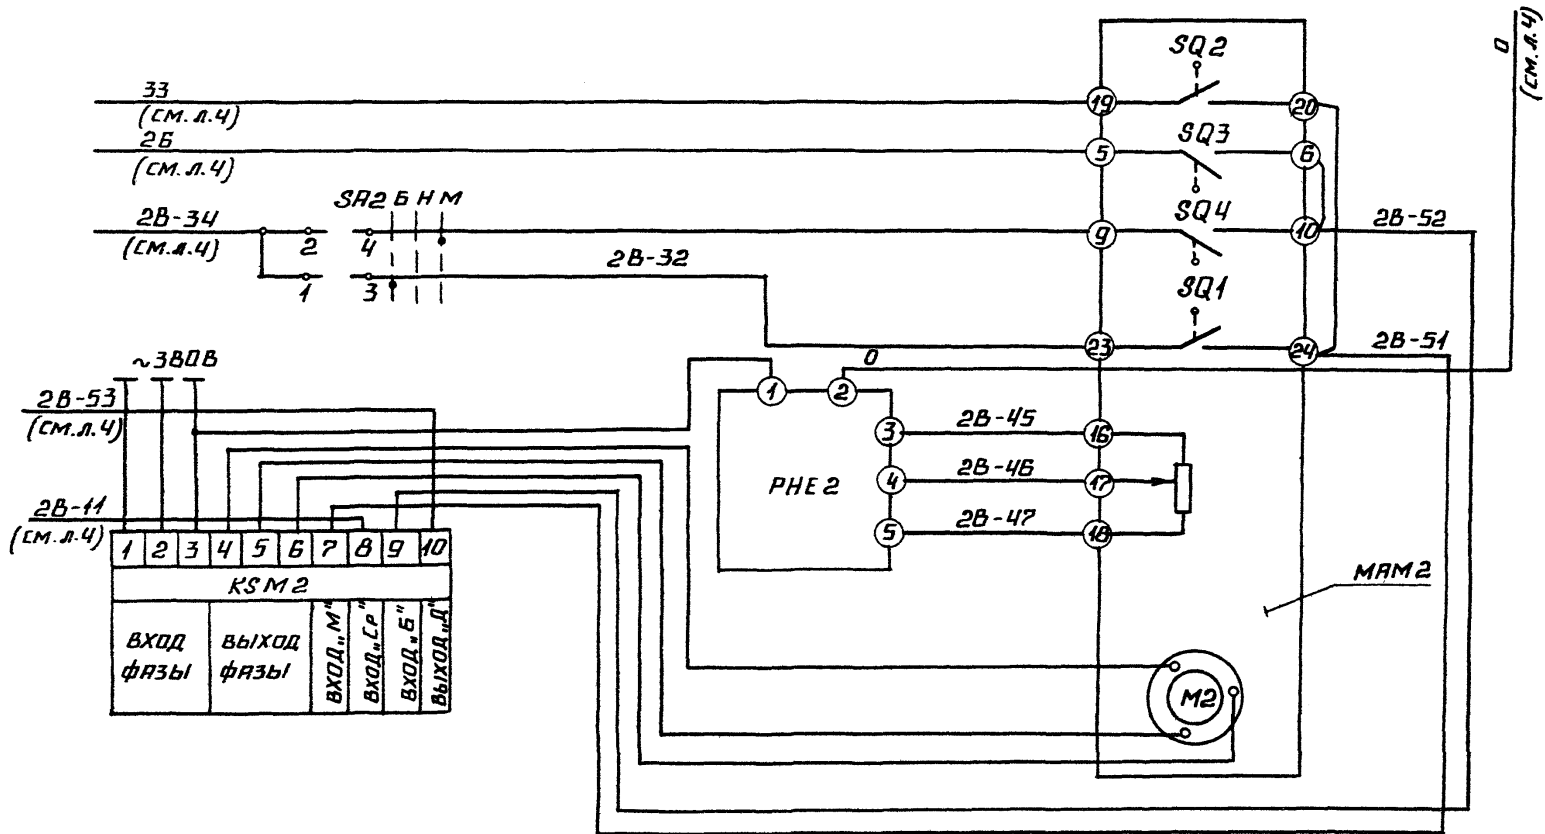 SQ2
О
(см.л.4)
33
(см.л.4)
19
20
2Б
(см.л.4)
5
SQ3
6
SA2 Б Н М
2В-34
(см.л.4)
2
4
9
SQ4
10
2В-52
1
3
2В-32
SQ1
~380В
23
24
2В-51
О
2В-53
(см.л.4)
1
2
3
2В-45
16
РНЕ2
4
2В-46
17
2В-11
(см.л.4)
5
2В-47
18
1 2 3 4 5 6 7 8 9 10
KSM2
МАМ2
ВХОД
ФАЗЫ
ВЫХОД
ФАЗЫ
ВХОД „М"
ВХОД „Ср"
ВХОД „Б"
ВЫХОД „Д"
М2